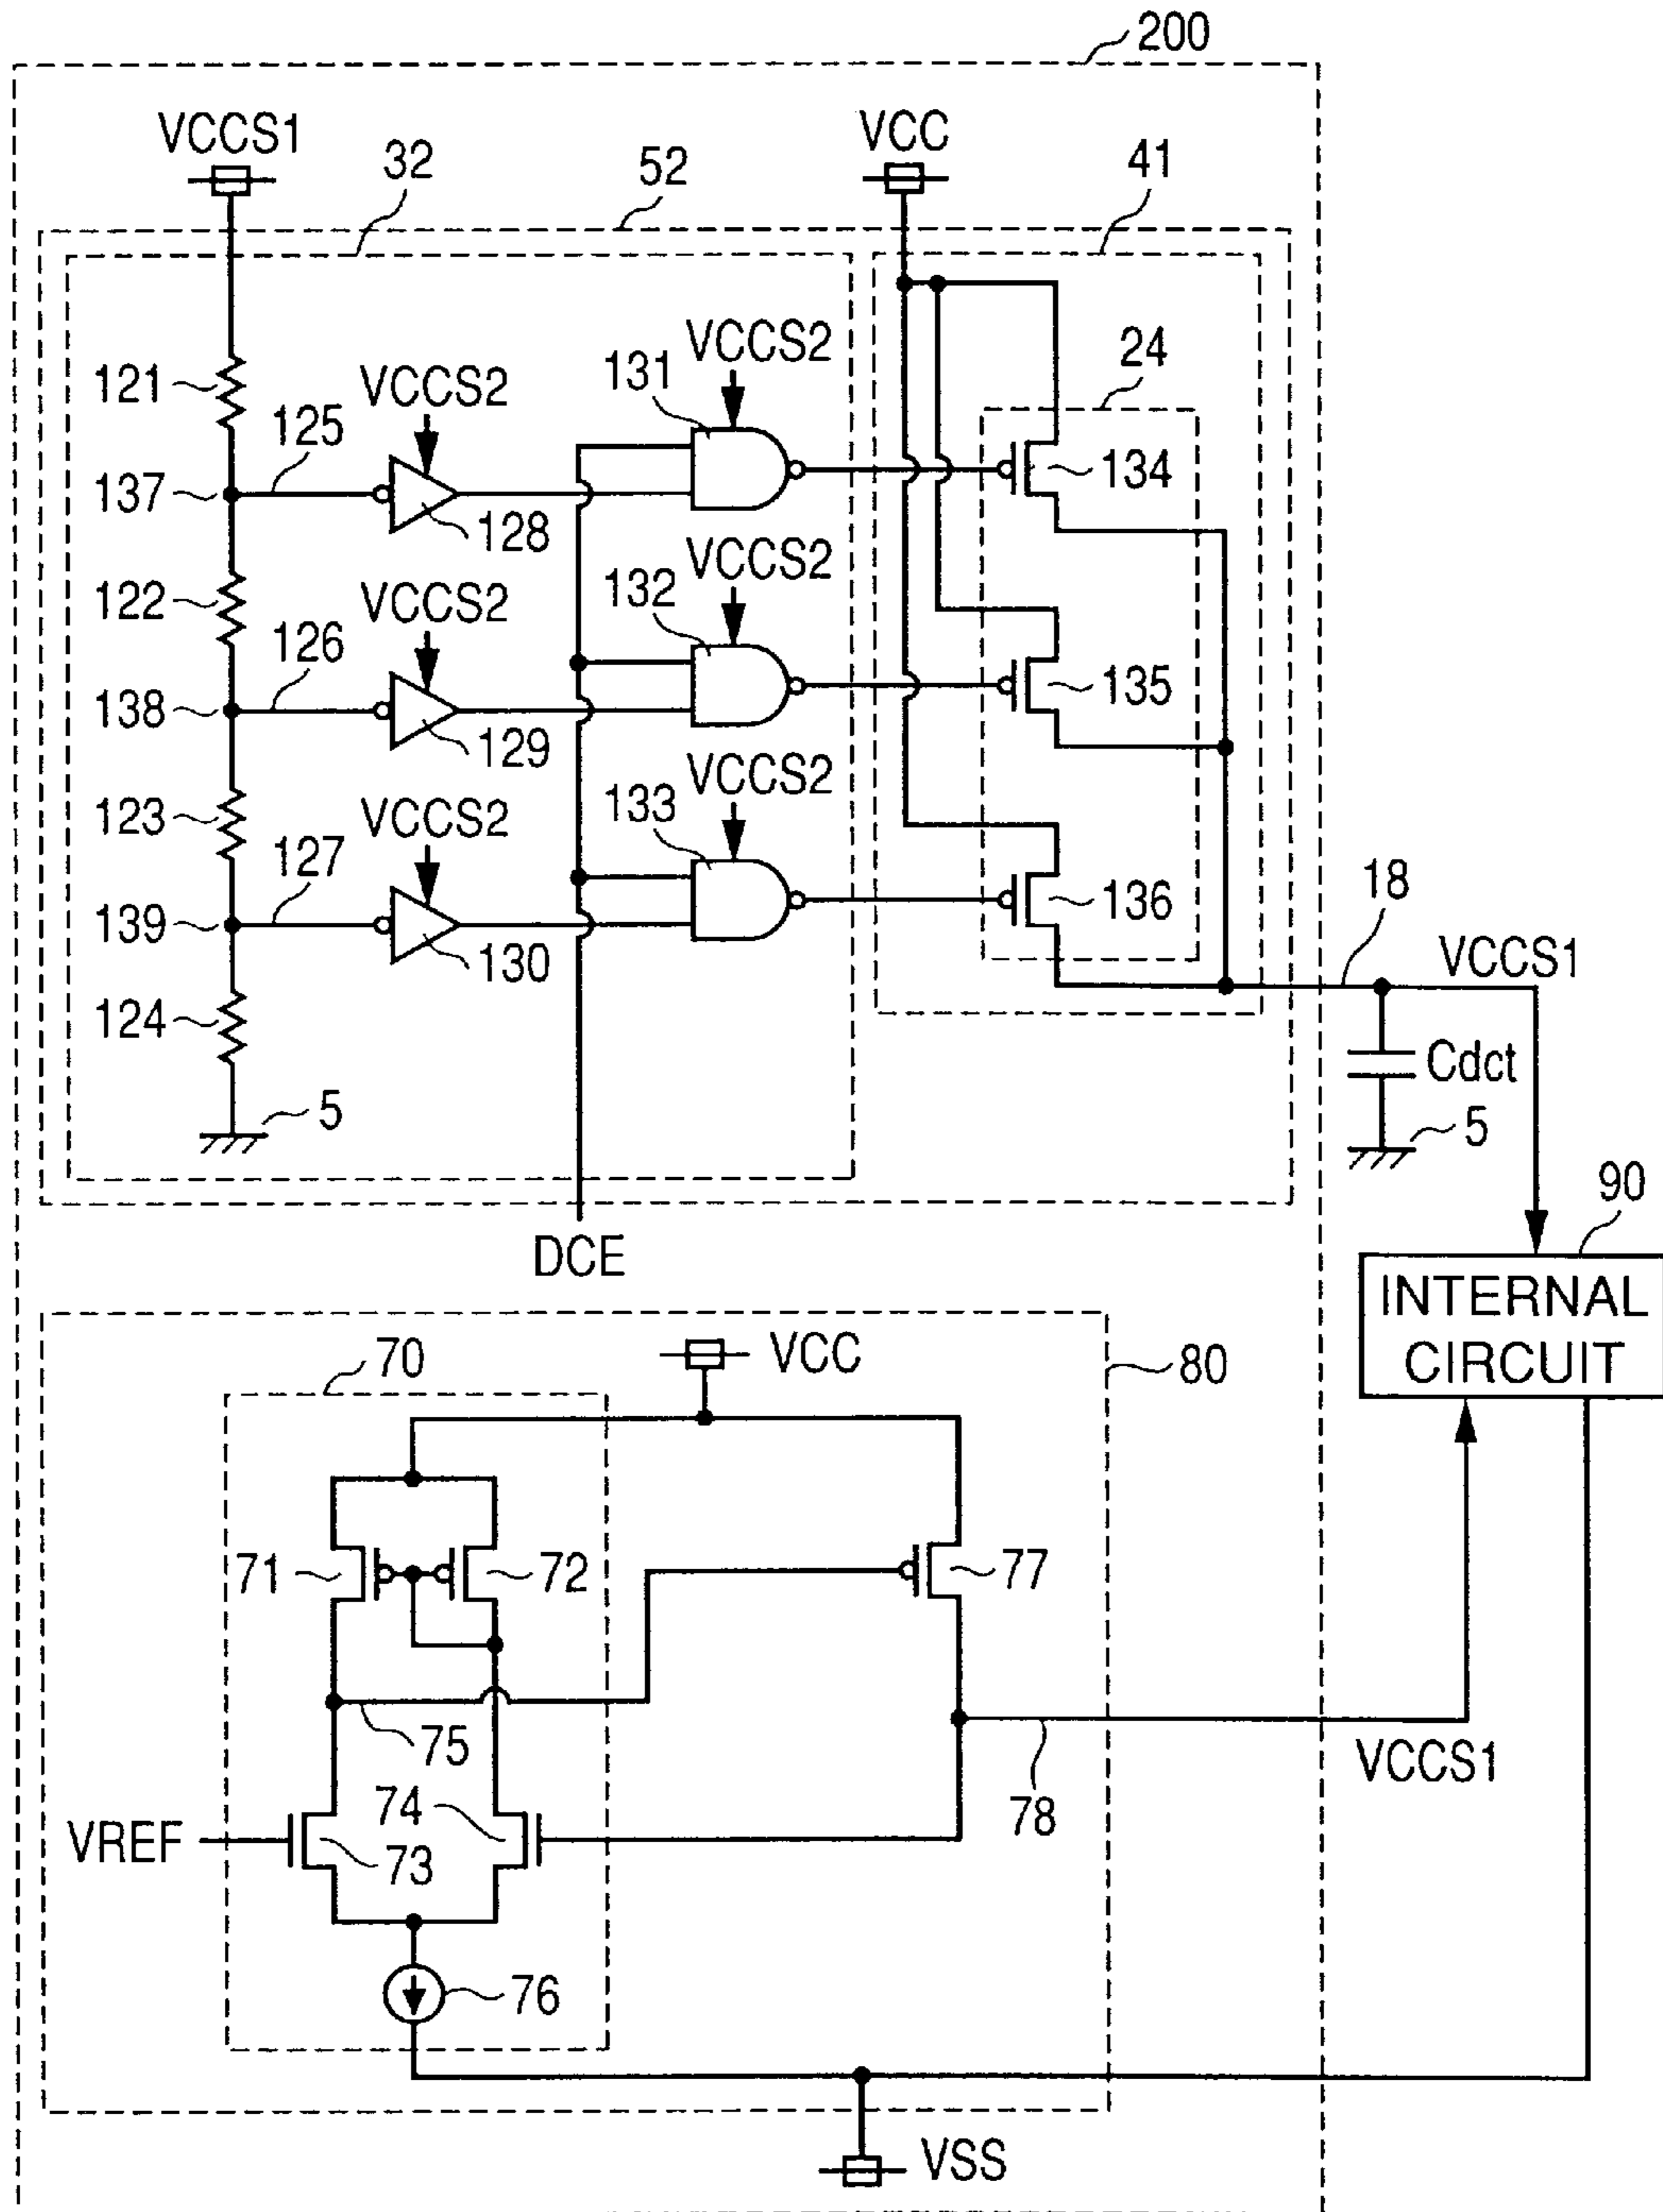 200
VCCS1
32
52
VCC
41
121
125
VCCS2
131
VCCS2
24
137
128
134
122
126
VCCS2
132
VCCS2
138
129
135
123
127
VCCS2
133
VCCS2
139
130
136
18
VCCS1
124
5
Cdct
5
DCE
90
INTERNAL
CIRCUIT
70
VCC
80
71
72
77
75
74
78
VCCS1
VREF
73
76
VSS